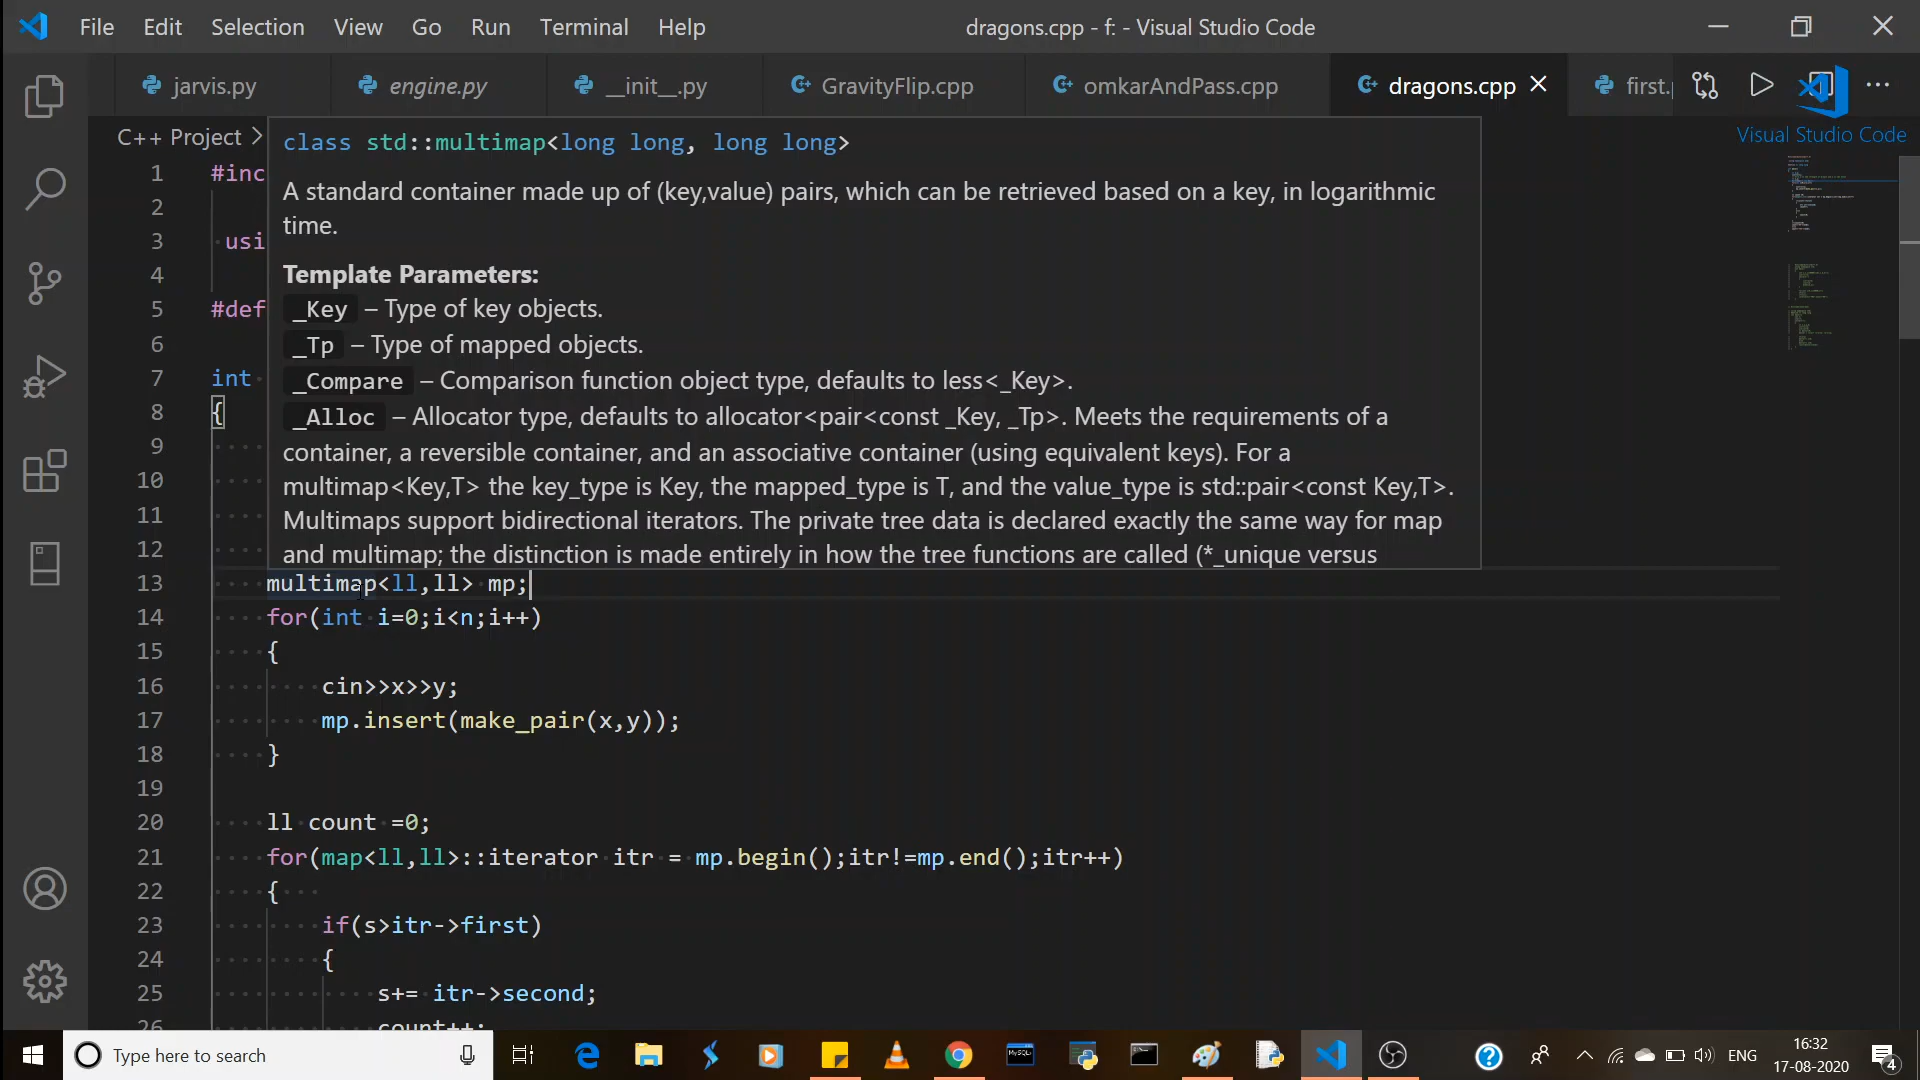 File Edit Selection View Go Run Terminal Help dragons.cpp - f: - Visual Studio Code
jarvis.py engine.py __init__.py GravityFlip.cpp omkarAndPass.cpp dragons.cpp first.
C++ Project
Visual Studio Code
class std::multimap<long long, long long>
A standard container made up of (key,value) pairs, which can be retrieved based on a key, in logarithmic
time.
Template Parameters:
_Key – Type of key objects.
_Tp – Type of mapped objects.
_Compare – Comparison function object type, defaults to less<_Key>.
_Alloc – Allocator type, defaults to allocator<pair<const _Key, _Tp>. Meets the requirements of a
container, a reversible container, and an associative container (using equivalent keys). For a
multimap<Key,T> the key_type is Key, the mapped_type is T, and the value_type is std::pair<const Key,T>.
Multimaps support bidirectional iterators. The private tree data is declared exactly the same way for map
and multimap; the distinction is made entirely in how the tree functions are called (*_unique versus
1 #inc
2
3 usi
4
5 #def
6
7 int
8 {
9
10
11
12
13 multimap<ll,ll> mp;
14 for(int i=0;i<n;i++)
15 {
16 cin>>x>>y;
17 mp.insert(make_pair(x,y));
18 }
19
20 ll count =0;
21 for(map<ll,ll>::iterator itr = mp.begin();itr!=mp.end();itr++)
22 {
23 if(s>itr->first)
24 {
25 s+= itr->second;
26 count++;
Type here to search
MySQL
ENG
16:32
17-08-2020
4